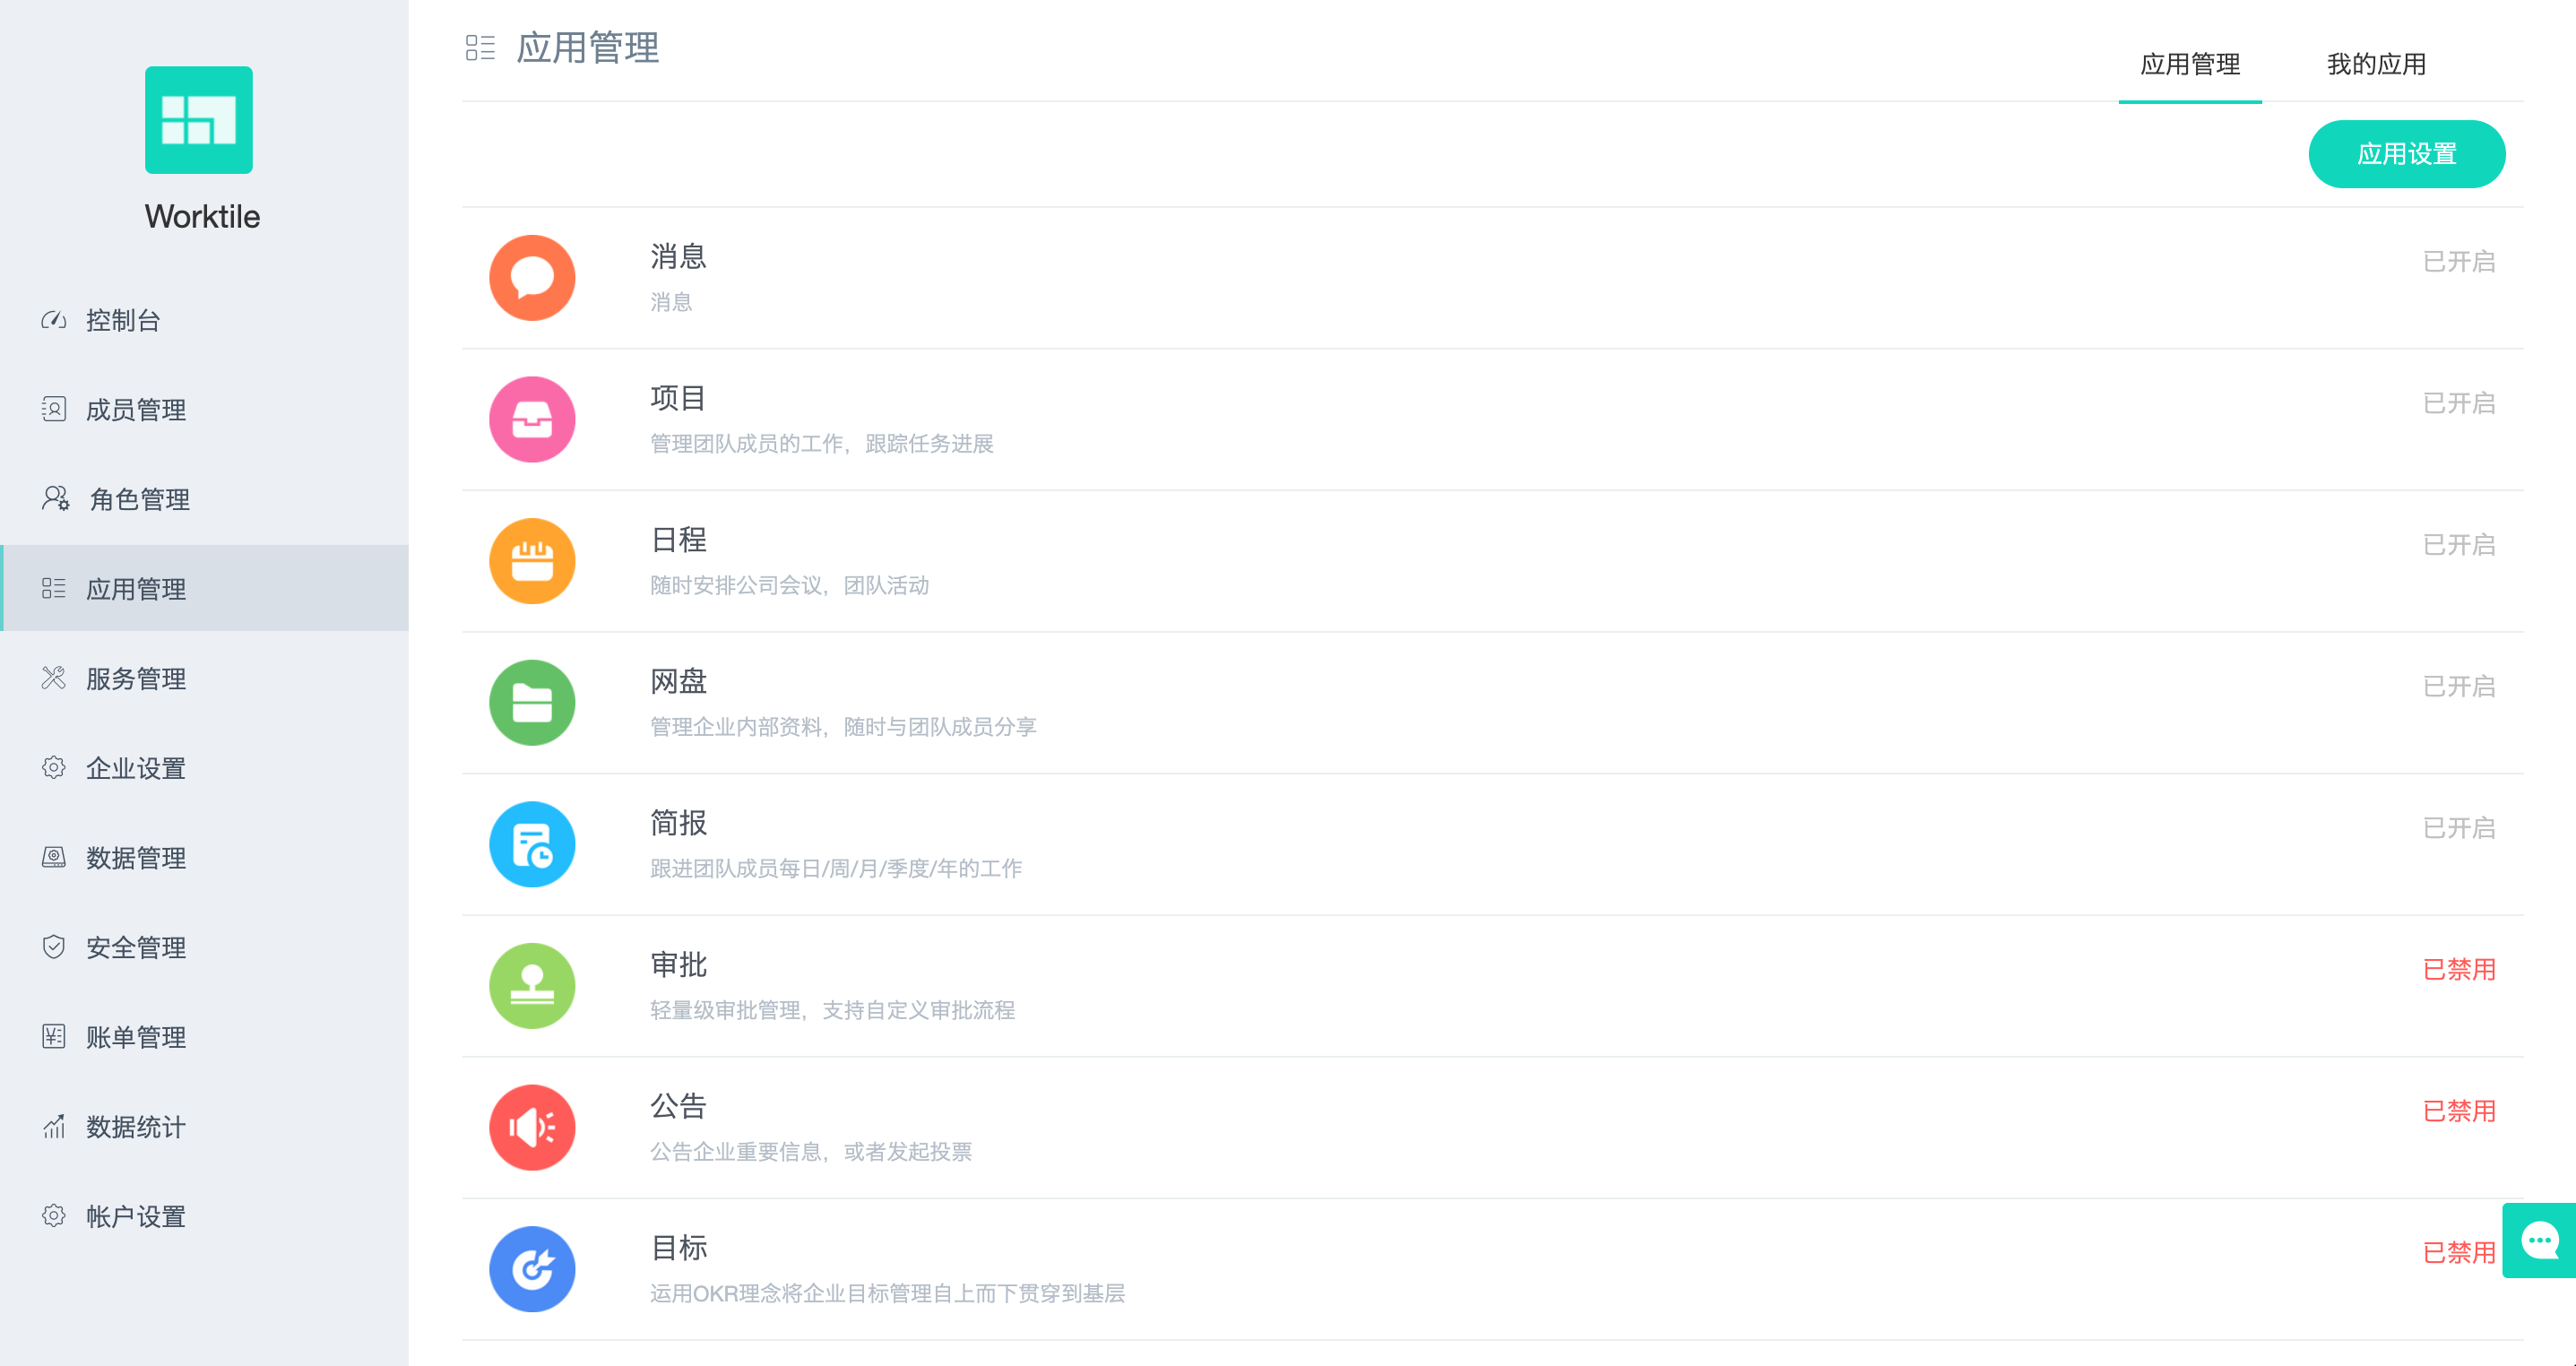 Worktile
控制台
成员管理
角色管理
应用管理
服务管理
企业设置
数据管理
安全管理
账单管理
数据统计
帐户设置
应用管理
应用管理
我的应用
应用设置
消息
消息
已开启
项目
管理团队成员的工作，跟踪任务进展
已开启
日程
随时安排公司会议，团队活动
已开启
网盘
管理企业内部资料，随时与团队成员分享
已开启
简报
跟进团队成员每日/周/月/季度/年的工作
已开启
审批
轻量级审批管理，支持自定义审批流程
已禁用
公告
公告企业重要信息，或者发起投票
已禁用
目标
运用OKR理念将企业目标管理自上而下贯穿到基层
已禁用